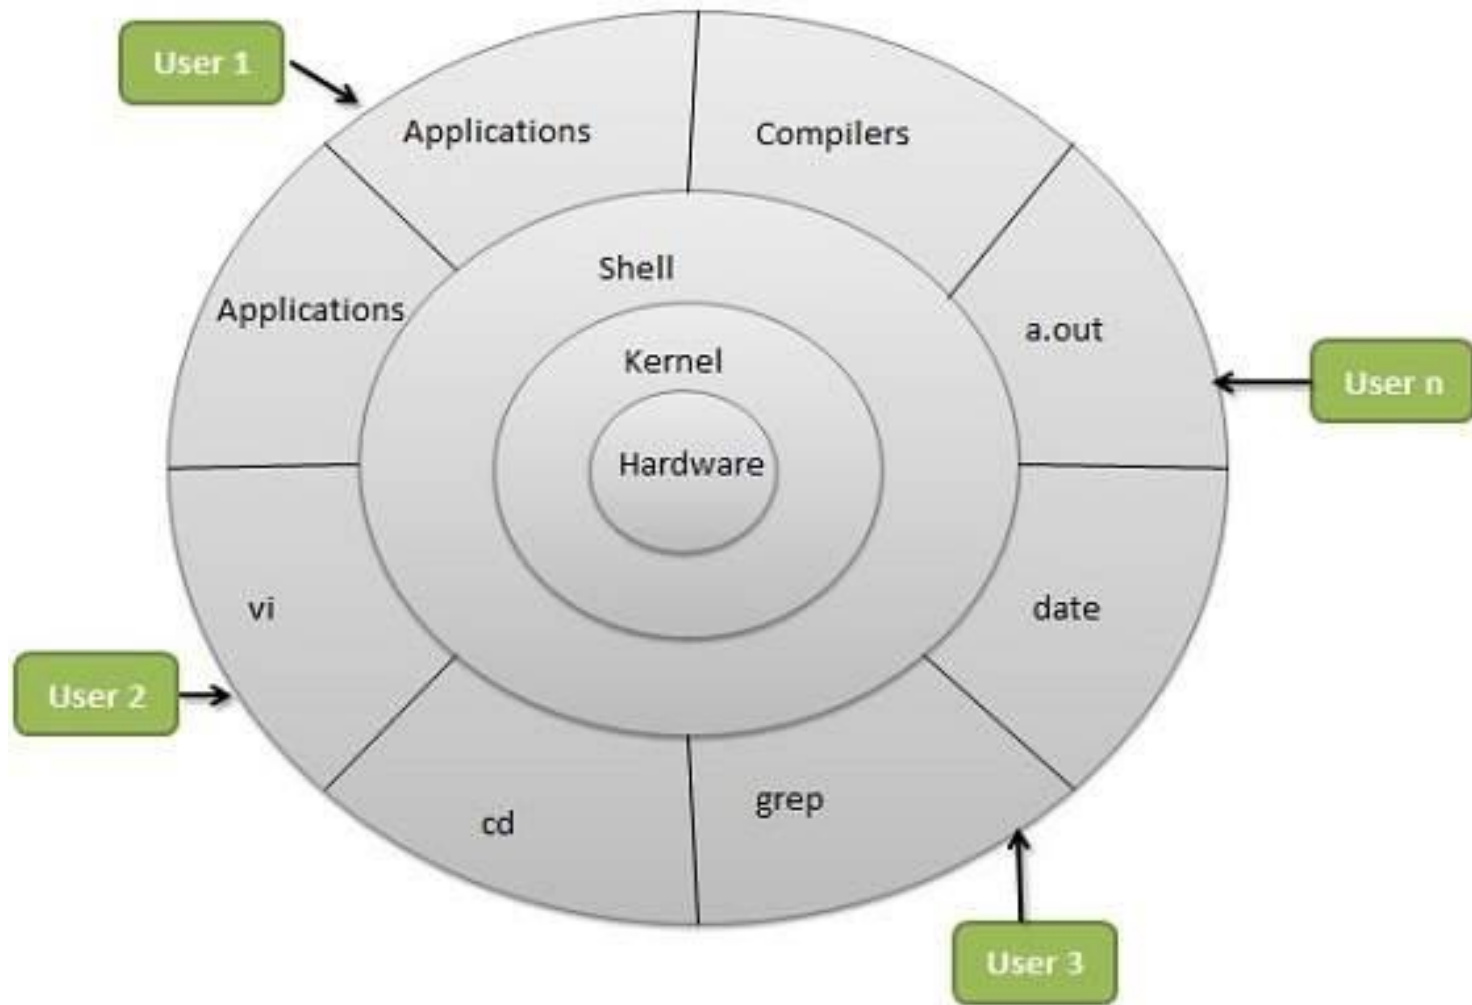 User 1
Applications
Compilers
Shell
Applications
a.out
Kernel
User n
Hardware
vi
date
User 2
cd
grep
User 3